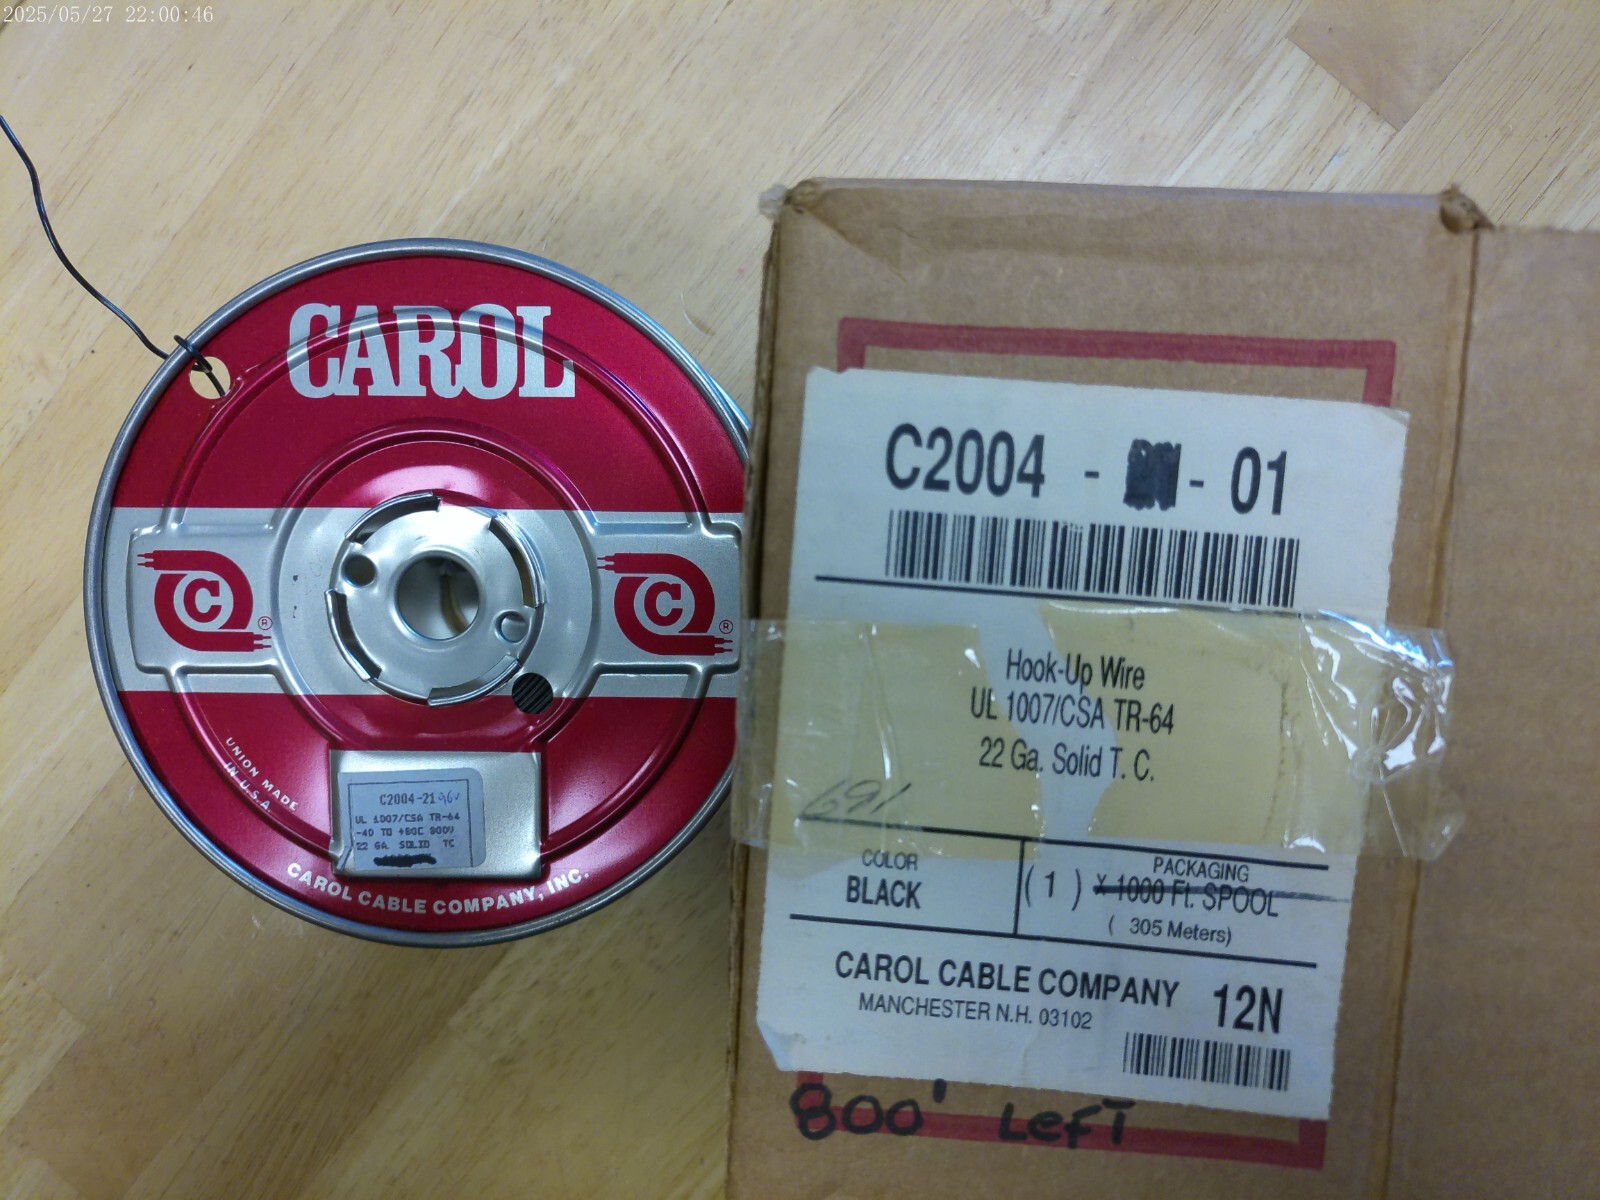 2025/05/27 22:00:46
CAROL
C ®
C ®
UNION MADE
IN U.S.A.
C2004-21
UL 1007/CSA TR-64
-40 TO +80C 300V
22 GA SOLID TC
CAROL CABLE COMPANY, INC.
C2004 - - 01
Hook-Up Wire
UL 1007/CSA TR-64
22 Ga. Solid T. C.
691
COLOR
BLACK
PACKAGING
( 1 ) x 1000 Ft. SPOOL
( 305 Meters)
CAROL CABLE COMPANY
MANCHESTER N.H. 03102
12N
800' LefT